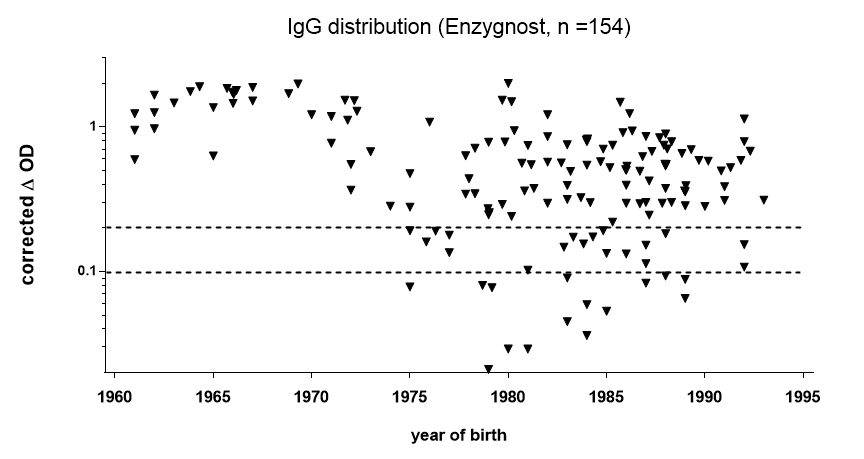 IgG distribution (Enzygnost, n =154)
corrected Δ OD
1
0.1
1960 1965 1970 1975 1980 1985 1990 1995
year of birth